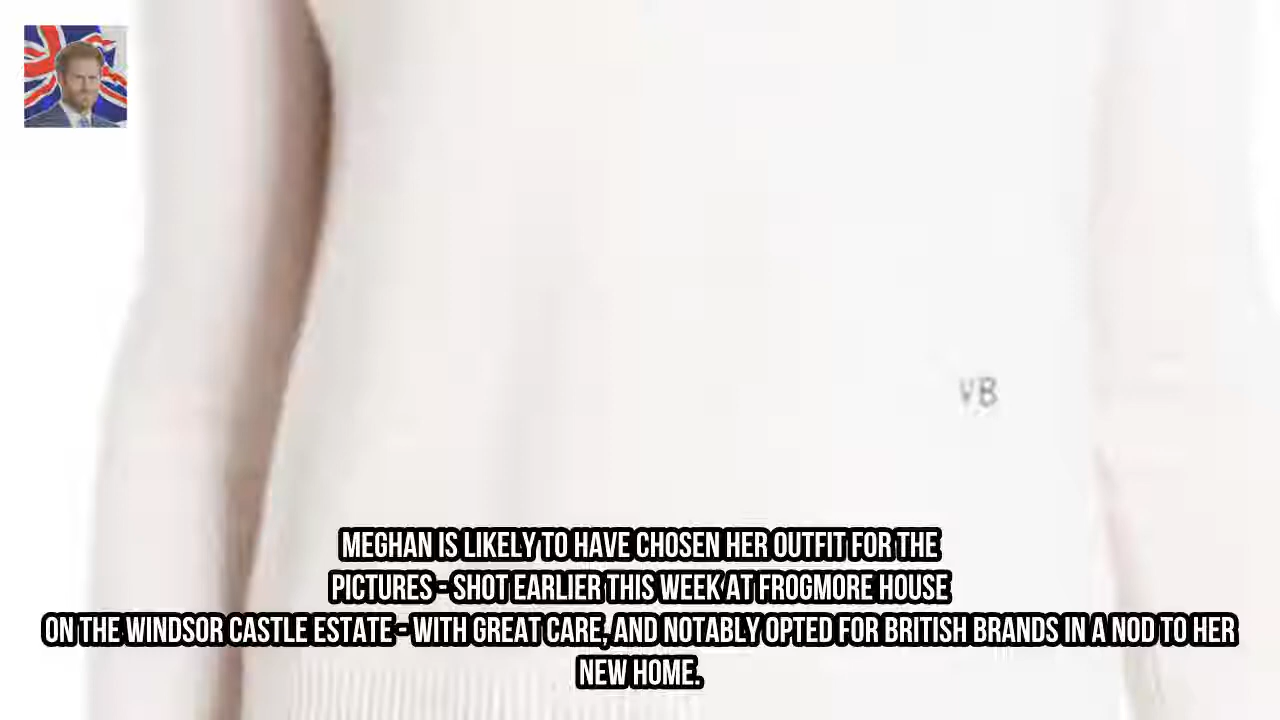 VB
MEGHAN IS LIKELY TO HAVE CHOSEN HER OUTFIT FOR THE
PICTURES - SHOT EARLIER THIS WEEK AT FROGMORE HOUSE
ON THE WINDSOR CASTLE ESTATE - WITH GREAT CARE, AND NOTABLY OPTED FOR BRITISH BRANDS IN A NOD TO HER
NEW HOME.